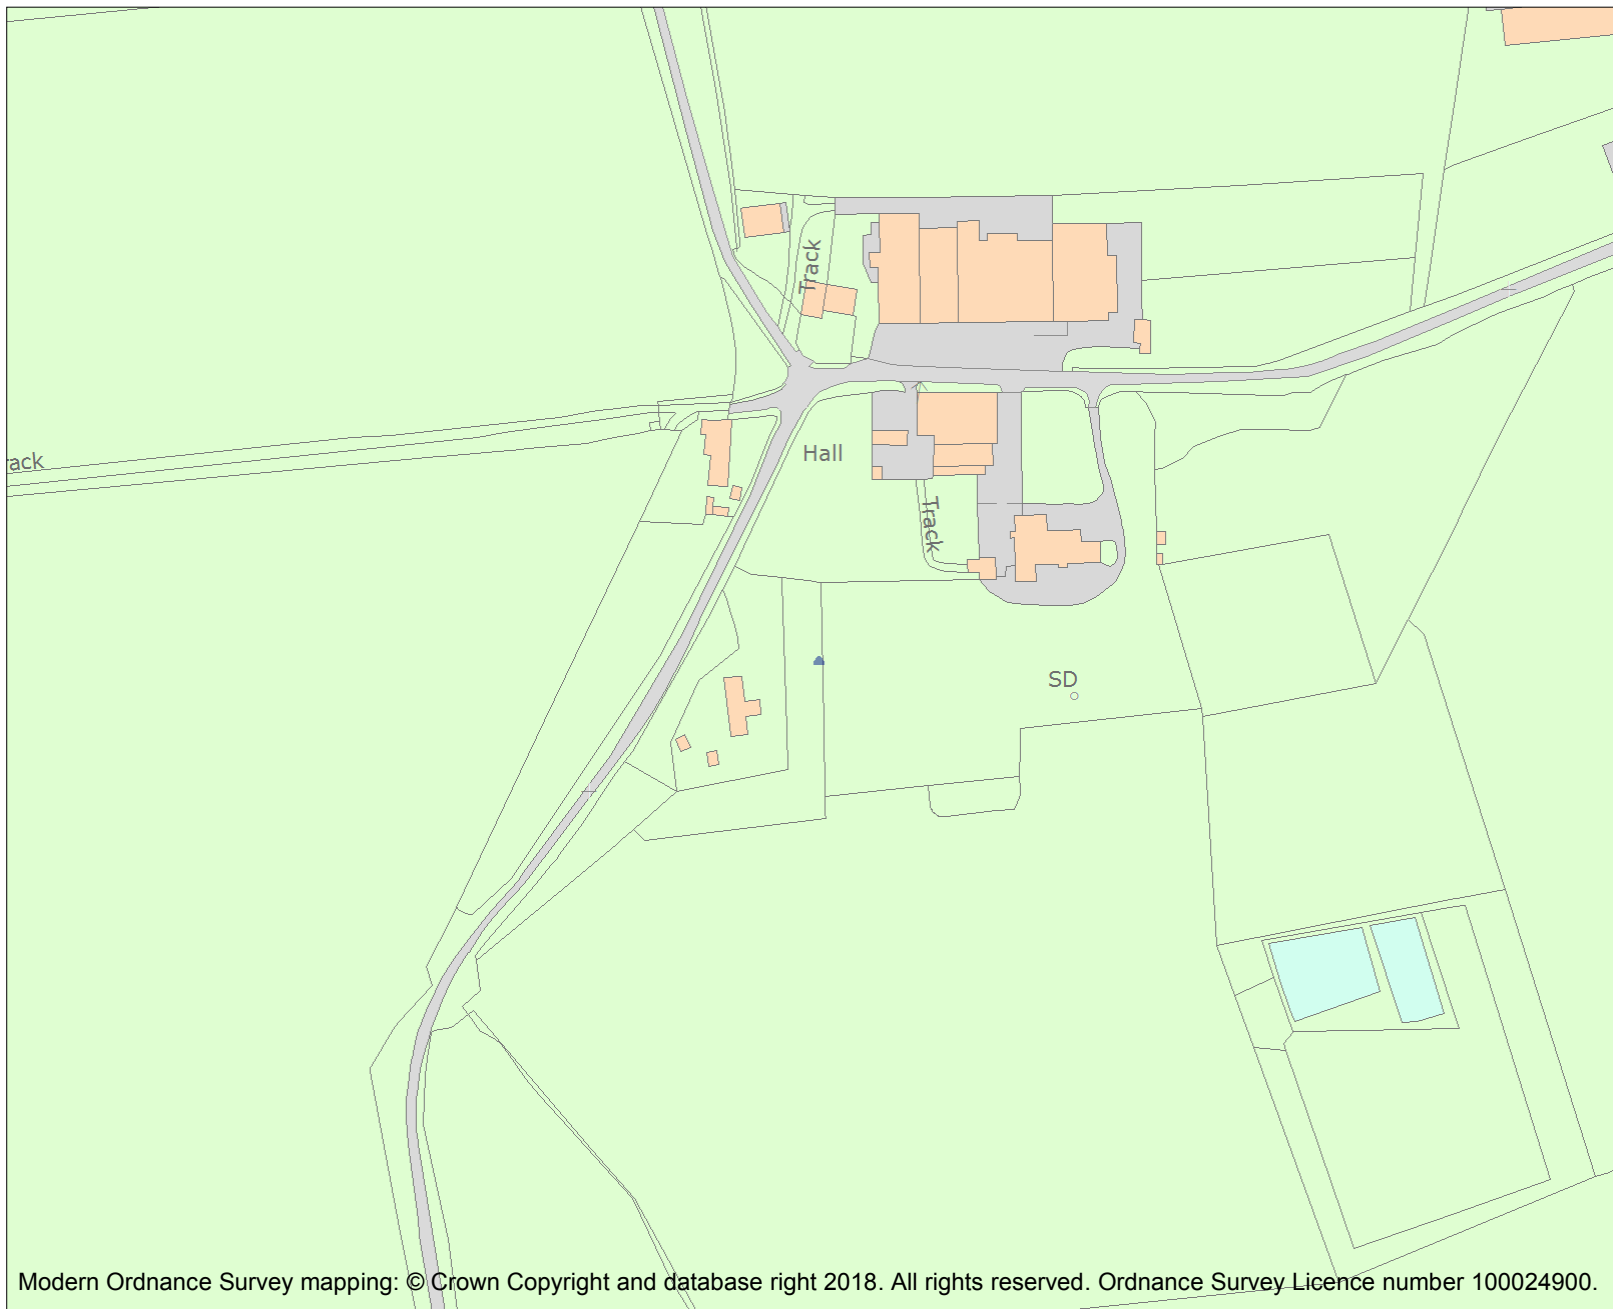 Track
Hall
ack
Track
SD
Modern Ordnance Survey mapping: © Crown Copyright and database right 2018. All rights reserved. Ordnance Survey Licence number 100024900.